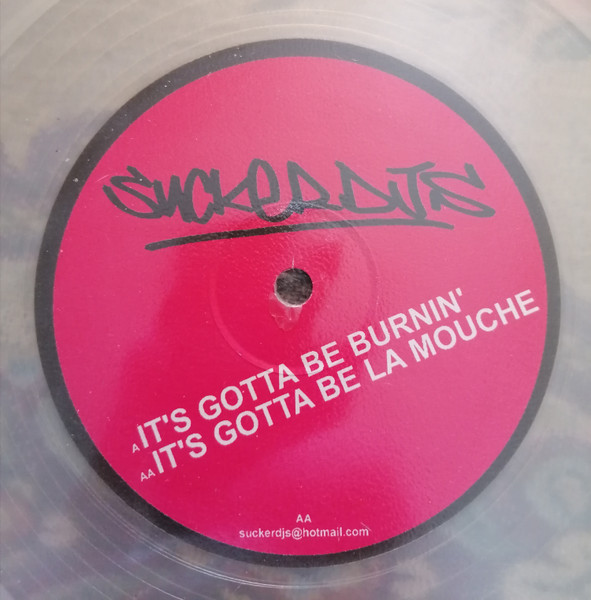 SUCKERDJS
A IT'S GOTTA BE BURNIN'
AA IT'S GOTTA BE LA MOUCHE
AA
suckerdjs@hotmail.com